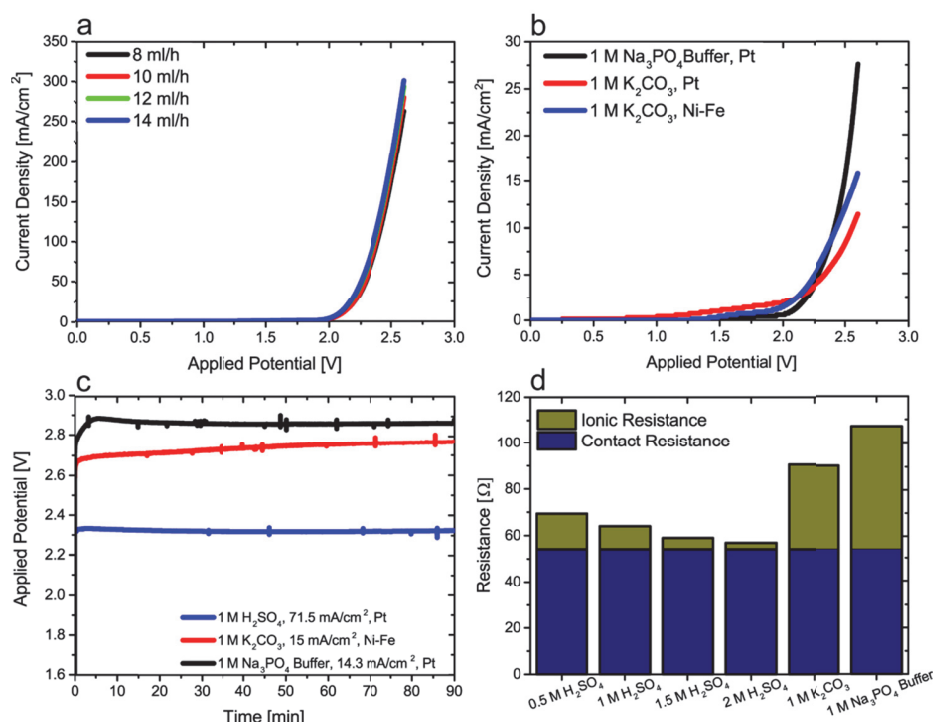 a
350
300
250
200
150
100
50
0
Current Density [mA/cm²]
8 ml/h
10 ml/h
12 ml/h
14 ml/h
0.0 0.5 1.0 1.5 2.0 2.5 3.0
Applied Potential [V]
b
30
25
20
15
10
5
0
Current Density [mA/cm²]
1 M Na₃PO₄ Buffer, Pt
1 M K₂CO₃, Pt
1 M K₂CO₃, Ni-Fe
0.0 0.5 1.0 1.5 2.0 2.5 3.0
Applied Potential [V]
c
3.0
2.8
2.6
2.4
2.2
2.0
1.8
1.6
Applied Potential [V]
1 M H₂SO₄, 71.5 mA/cm², Pt
1 M K₂CO₃, 15 mA/cm², Ni-Fe
1 M Na₃PO₄ Buffer, 14.3 mA/cm², Pt
0 10 20 30 40 50 60 70 80 90
Time [min]
d
120
100
80
60
40
20
0
Resistance [Ω]
Ionic Resistance
Contact Resistance
0.5 M H₂SO₄
1 M H₂SO₄
1.5 M H₂SO₄
2 M H₂SO₄
1 M K₂CO₃
1 M Na₃PO₄ Buffer